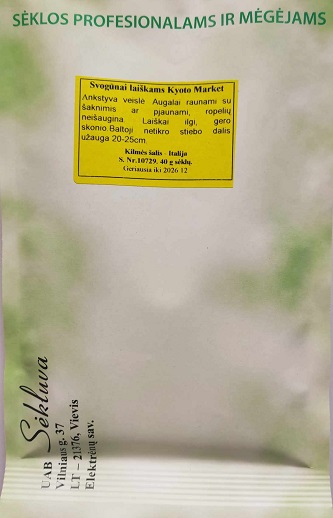 SĖKLOS PROFESIONALAMS IR MĖGĖJAMS
Svogūnai laiškams Kyoto Market
Ankstyva veislė Augalai raunami su
šaknimis ar pjaunami, ropelių
neišaugina Laiškai ilgi, gero
skonio.Baltoji netikro stiebo dalis
užauga 20-25cm.
Kilmės šalis - Italija
S. Nr.10729. 40 g sėklų.
Geriausia iki 2026 12
UAB Sėkluva
Vilniaus g. 37
LT – 21376, Vievis
Elektrėnų sav.